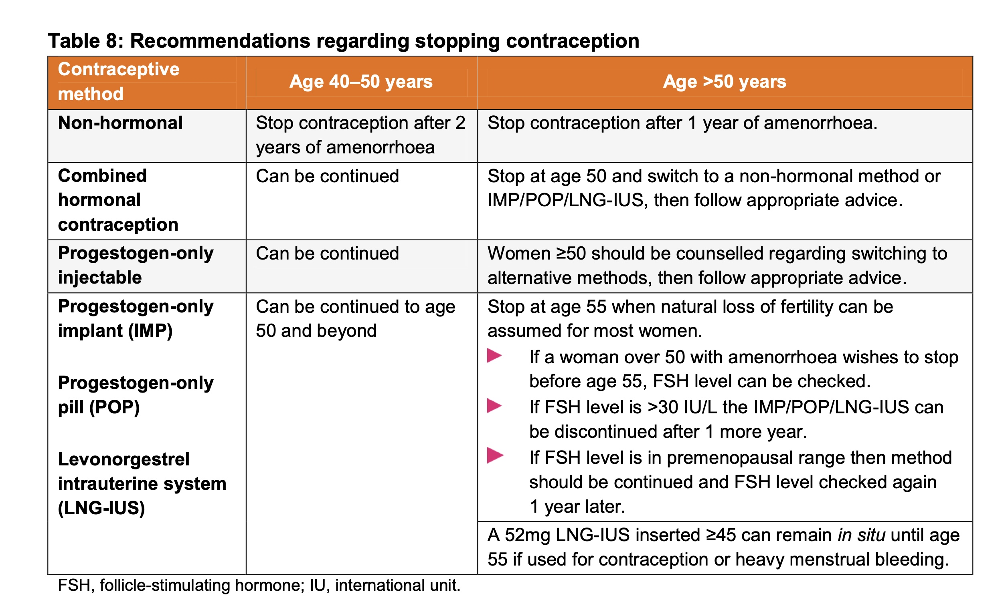 Table 8: Recommendations regarding stopping contraception
Contraceptive
method
Age 40–50 years
Age >50 years
Non-hormonal
Stop contraception after 2
years of amenorrhoea
Stop contraception after 1 year of amenorrhoea.
Combined
hormonal
contraception
Can be continued
Stop at age 50 and switch to a non-hormonal method or
IMP/POP/LNG-IUS, then follow appropriate advice.
Progestogen-only
injectable
Can be continued
Women ≥50 should be counselled regarding switching to
alternative methods, then follow appropriate advice.
Progestogen-only
implant (IMP)
Progestogen-only
pill (POP)
Levonorgestrel
intrauterine system
(LNG-IUS)
Can be continued to age
50 and beyond
Stop at age 55 when natural loss of fertility can be
assumed for most women.
If a woman over 50 with amenorrhoea wishes to stop
before age 55, FSH level can be checked.
If FSH level is >30 IU/L the IMP/POP/LNG-IUS can
be discontinued after 1 more year.
If FSH level is in premenopausal range then method
should be continued and FSH level checked again
1 year later.
A 52mg LNG-IUS inserted ≥45 can remain in situ until age
55 if used for contraception or heavy menstrual bleeding.
FSH, follicle-stimulating hormone; IU, international unit.